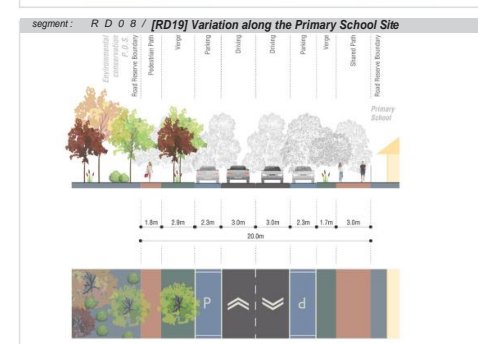 segment: R D 0 8 / [RD19] Variation along the Primary School Site
Environmental
conservation
P.O.S.
Road Reserve Boundary
Pedestrian Path
Verge
Parking
Driving
Driving
Parking
Verge
Shared Path
Road Reserve Boundary
Primary
School
1.8m 2.9m 2.3m 3.0m 3.0m 2.3m 1.7m 3.0m
20.0m
P
P